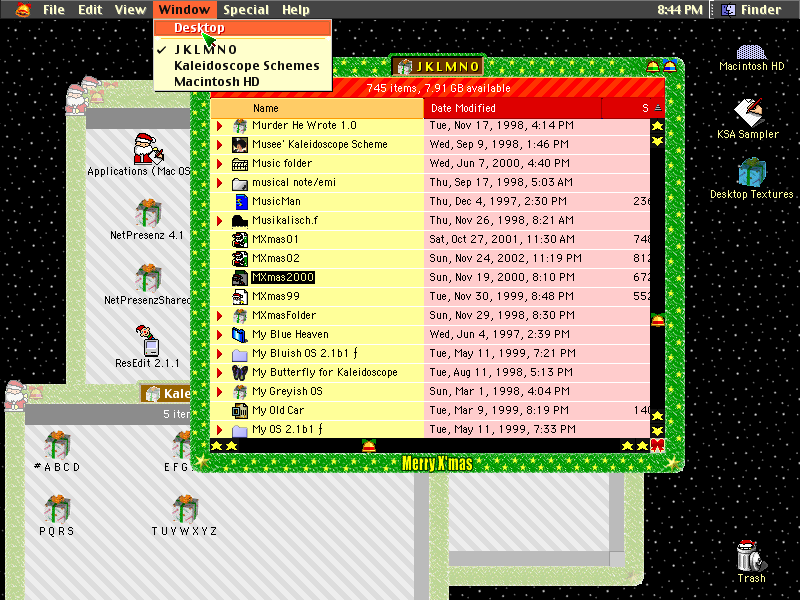 File Edit View Window Special Help
8:44 PM Finder
Desktop
J K L M N O
Kaleidoscope Schemes
Macintosh HD
J K L M N O
745 items, 7.91 GB available
Name Date Modified S
Murder He Wrote 1.0 Tue, Nov 17, 1998, 4:14 PM
Musee' Kaleidoscope Scheme Wed, Sep 9, 1998, 1:46 PM
Music folder Wed, Jun 7, 2000, 4:40 PM
musical note/emi Thu, Sep 17, 1998, 5:03 AM
MusicMan Thu, Dec 4, 1997, 2:30 PM 236
Musikalisch.f Thu, Nov 26, 1998, 8:21 AM
MXmas01 Sat, Oct 27, 2001, 11:30 AM 748
MXmas02 Sun, Nov 24, 2002, 11:19 PM 812
MXmas2000 Sun, Nov 19, 2000, 8:10 PM 672
MXmas99 Tue, Nov 30, 1999, 8:48 PM 552
MXmasFolder Sun, Nov 29, 1998, 8:30 PM
My Blue Heaven Wed, Jun 4, 1997, 2:39 PM
My Bluish OS 2.1b1 ƒ Tue, May 11, 1999, 7:21 PM
My Butterfly for Kaleidoscope Tue, Aug 11, 1998, 5:13 PM
My Greyish OS Sun, Mar 1, 1998, 4:04 PM
My Old Car Tue, Mar 9, 1999, 8:19 PM 140
My OS 2.1b1 ƒ Tue, May 11, 1999, 7:33 PM
Merry X'mas
Applications (Mac OS
NetPresenz 4.1
NetPresenzShared
ResEdit 2.1.1
Kale
5 iter
# A B C D
E F G
P Q R S
T U Y W X Y Z
Macintosh HD
KSA Sampler
Desktop Textures
Trash